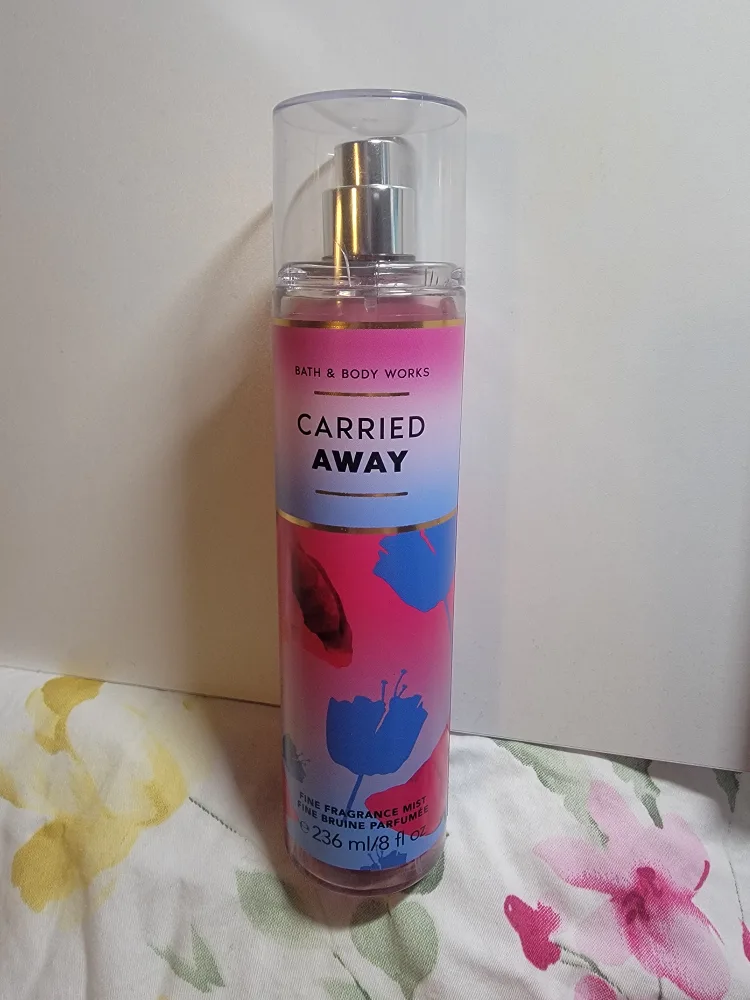 BATH & BODY WORKS
CARRIED
AWAY
FINE FRAGRANCE MIST
FINE BRUINE PARFUMÉE
℮ 236 ml/8 fl oz